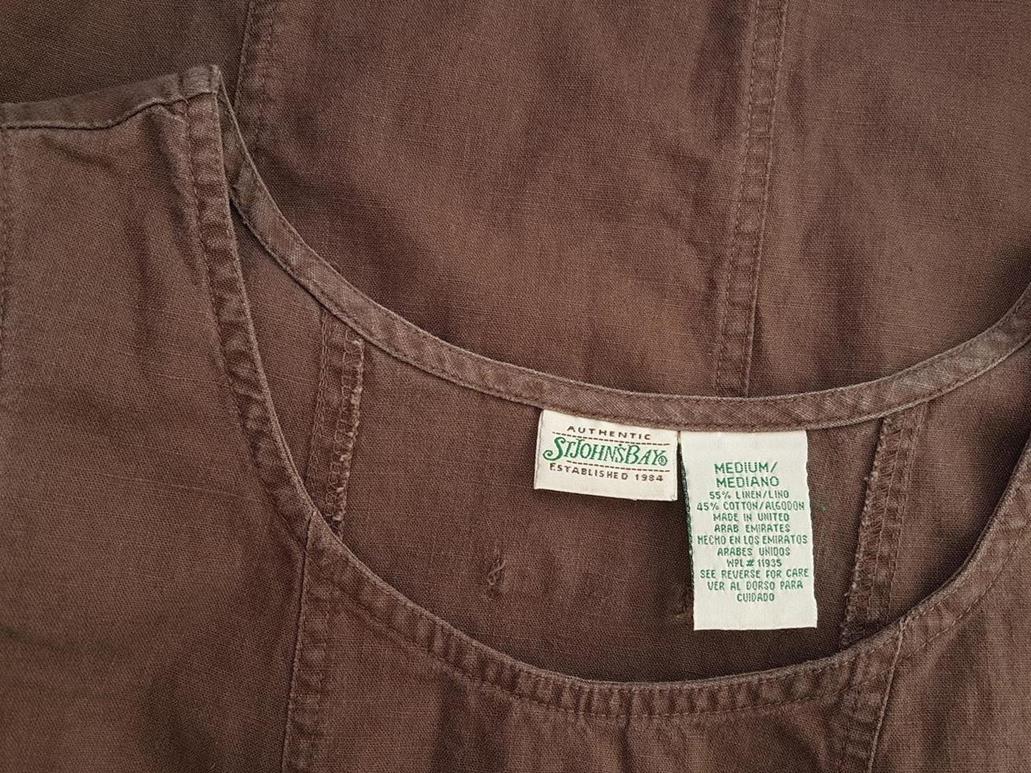 AUTHENTIC
ST.JOHN'S BAY®
ESTABLISHED 1984
MEDIUM/
MEDIANO
55% LINEN/LINO
45% COTTON/ALGODON
MADE IN UNITED
ARAB EMIRATES
HECHO EN LOS EMIRATOS
ARABES UNIDOS
WPL # 11935
SEE REVERSE FOR CARE
VER AL DORSO PARA
CUIDADO